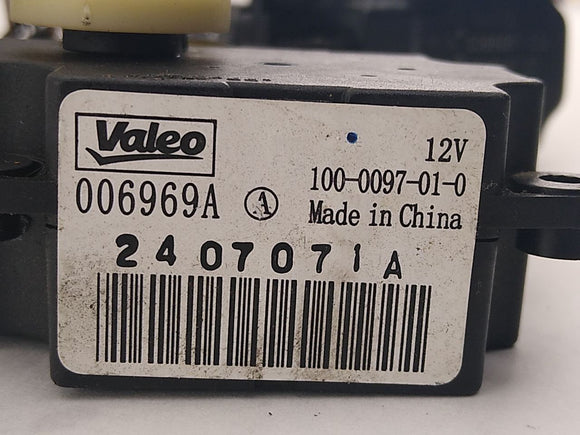 Valeo
12V
006969A A 100-0097-01-0
Made in China
2407071A